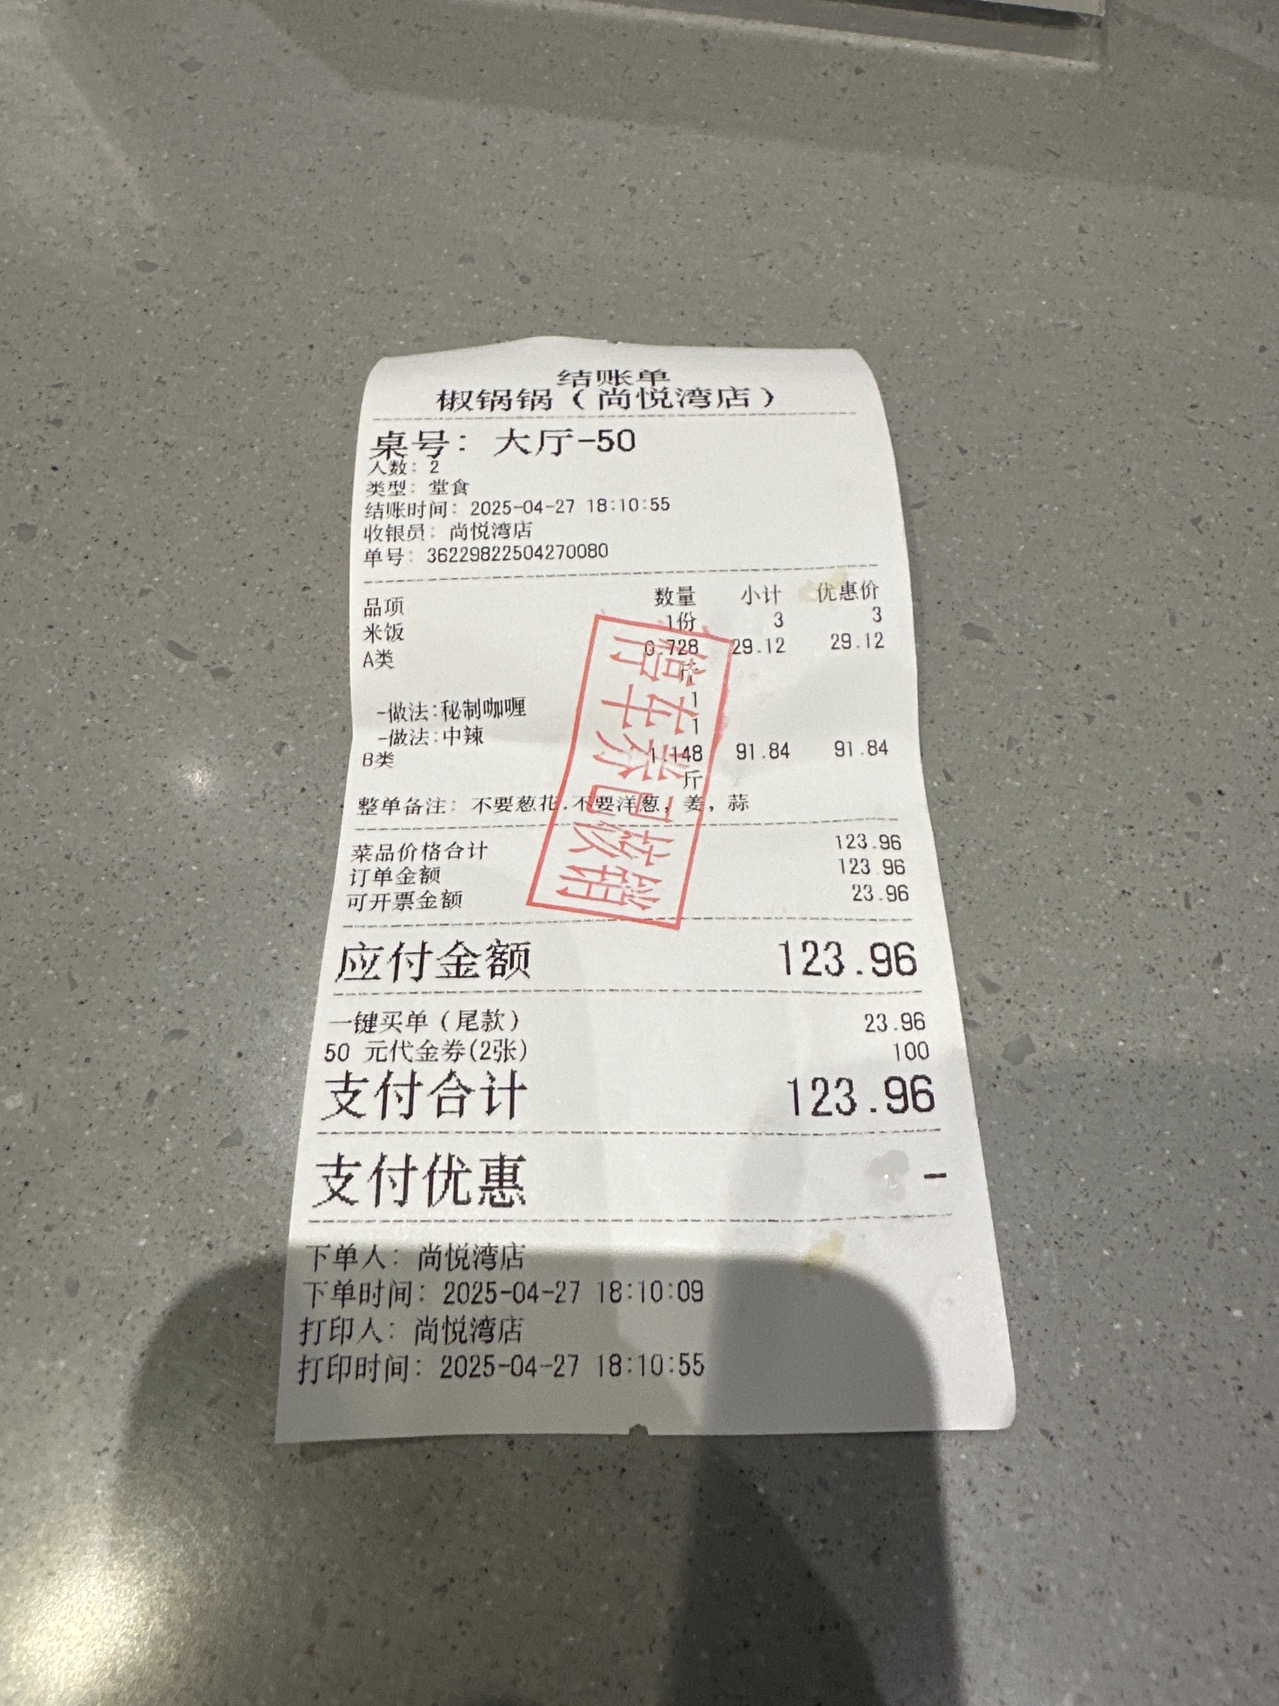 结账单
椒锅锅（尚悦湾店）
桌号: 大厅-50
人数: 2
类型: 堂食
结账时间: 2025-04-27 18:10:55
收银员: 尚悦湾店
单号: 36229822504270080
品项 数量 小计 优惠价
米饭 1份 3 3
A类 0.728 29.12 29.12
斤
-做法:秘制咖喱 1
-做法:中辣 1
B类 1.148 91.84 91.84
斤
整单备注: 不要葱花.不要洋葱, 姜, 蒜
停车券已核销
菜品价格合计 123.96
订单金额 123.96
可开票金额 23.96
应付金额 123.96
一键买单（尾款） 23.96
50 元代金券(2张) 100
支付合计 123.96
支付优惠 -
下单人: 尚悦湾店
下单时间: 2025-04-27 18:10:09
打印人: 尚悦湾店
打印时间: 2025-04-27 18:10:55